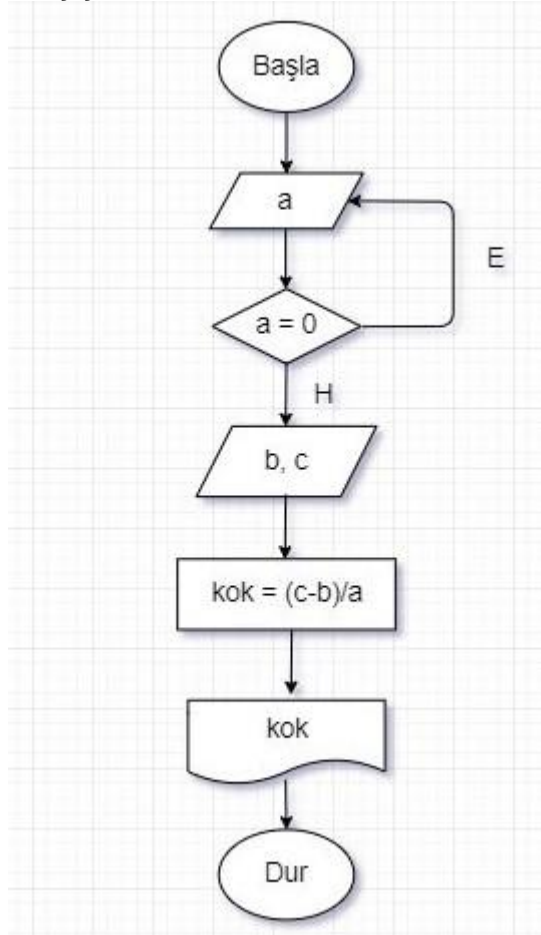 Başla
a
E
a = 0
H
b, c
kok = (c-b)/a
kok
Dur